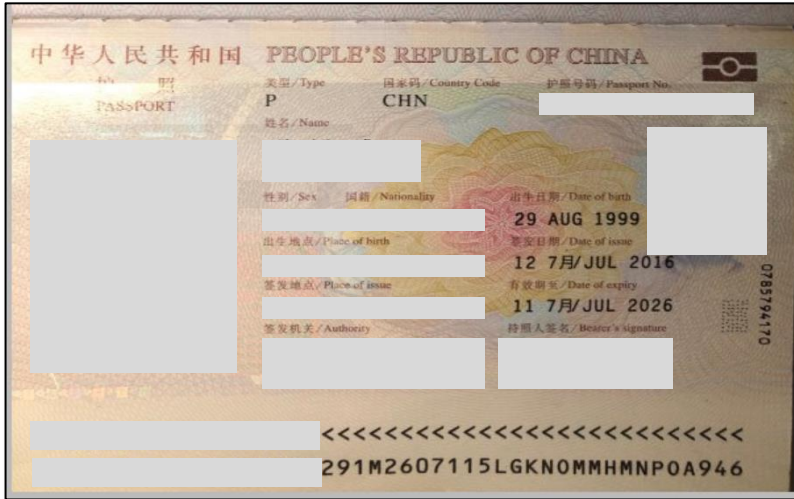 中华人民共和国 PEOPLE'S REPUBLIC OF CHINA
护照 类型/Type 国家码/Country Code 护照号码/Passport No.
PASSPORT P CHN
姓名/Name
性别/Sex 国籍/Nationality 出生日期/Date of birth
29 AUG 1999
出生地点/Place of birth 签发日期/Date of issue
12 7月/JUL 2016
签发地点/Place of issue 有效期至/Date of expiry
11 7月/JUL 2026
签发机关/Authority 持照人签名/Bearer's signature
0785794170
<<<<<<<<<<<<<<<<<<<<<<<<<<<
291M2607115LGKNOMMHMNPOA946